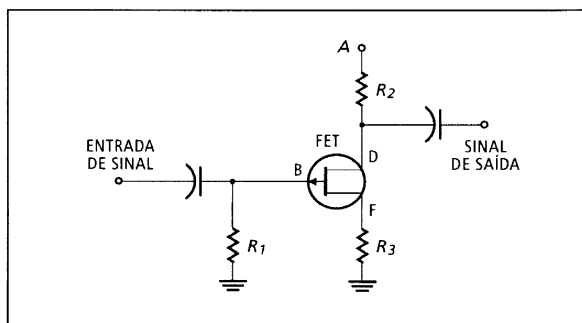 A
R2
FET
D
ENTRADA
DE SINAL
B
SINAL
DE SAÍDA
F
R1
R3